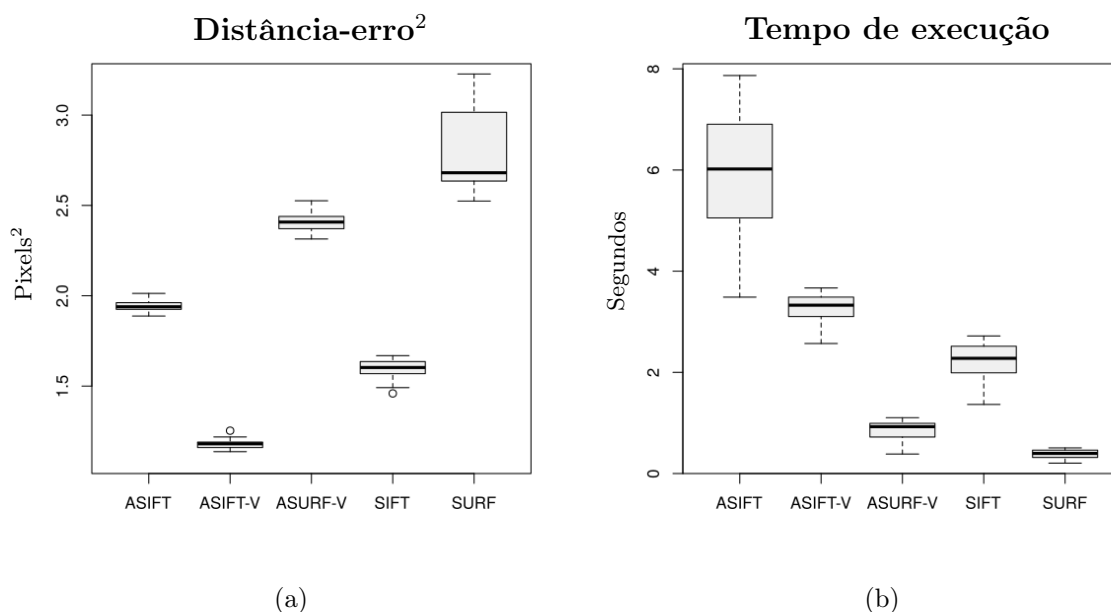 Distância-erro²
Pixels²
3.0
2.5
2.0
1.5
ASIFT ASIFT-V ASURF-V SIFT SURF
(a)
Tempo de execução
Segundos
8
6
4
2
0
ASIFT ASIFT-V ASURF-V SIFT SURF
(b)